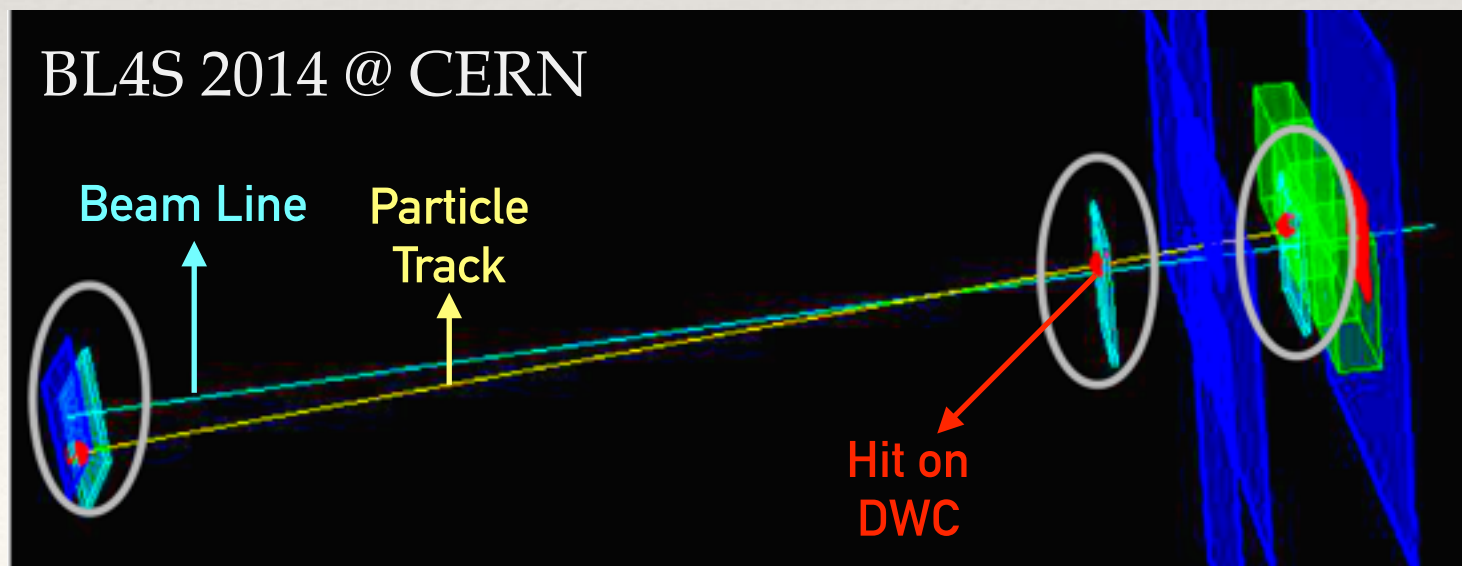 BL4S 2014 @ CERN
Beam Line
Particle
Track
Hit on
DWC